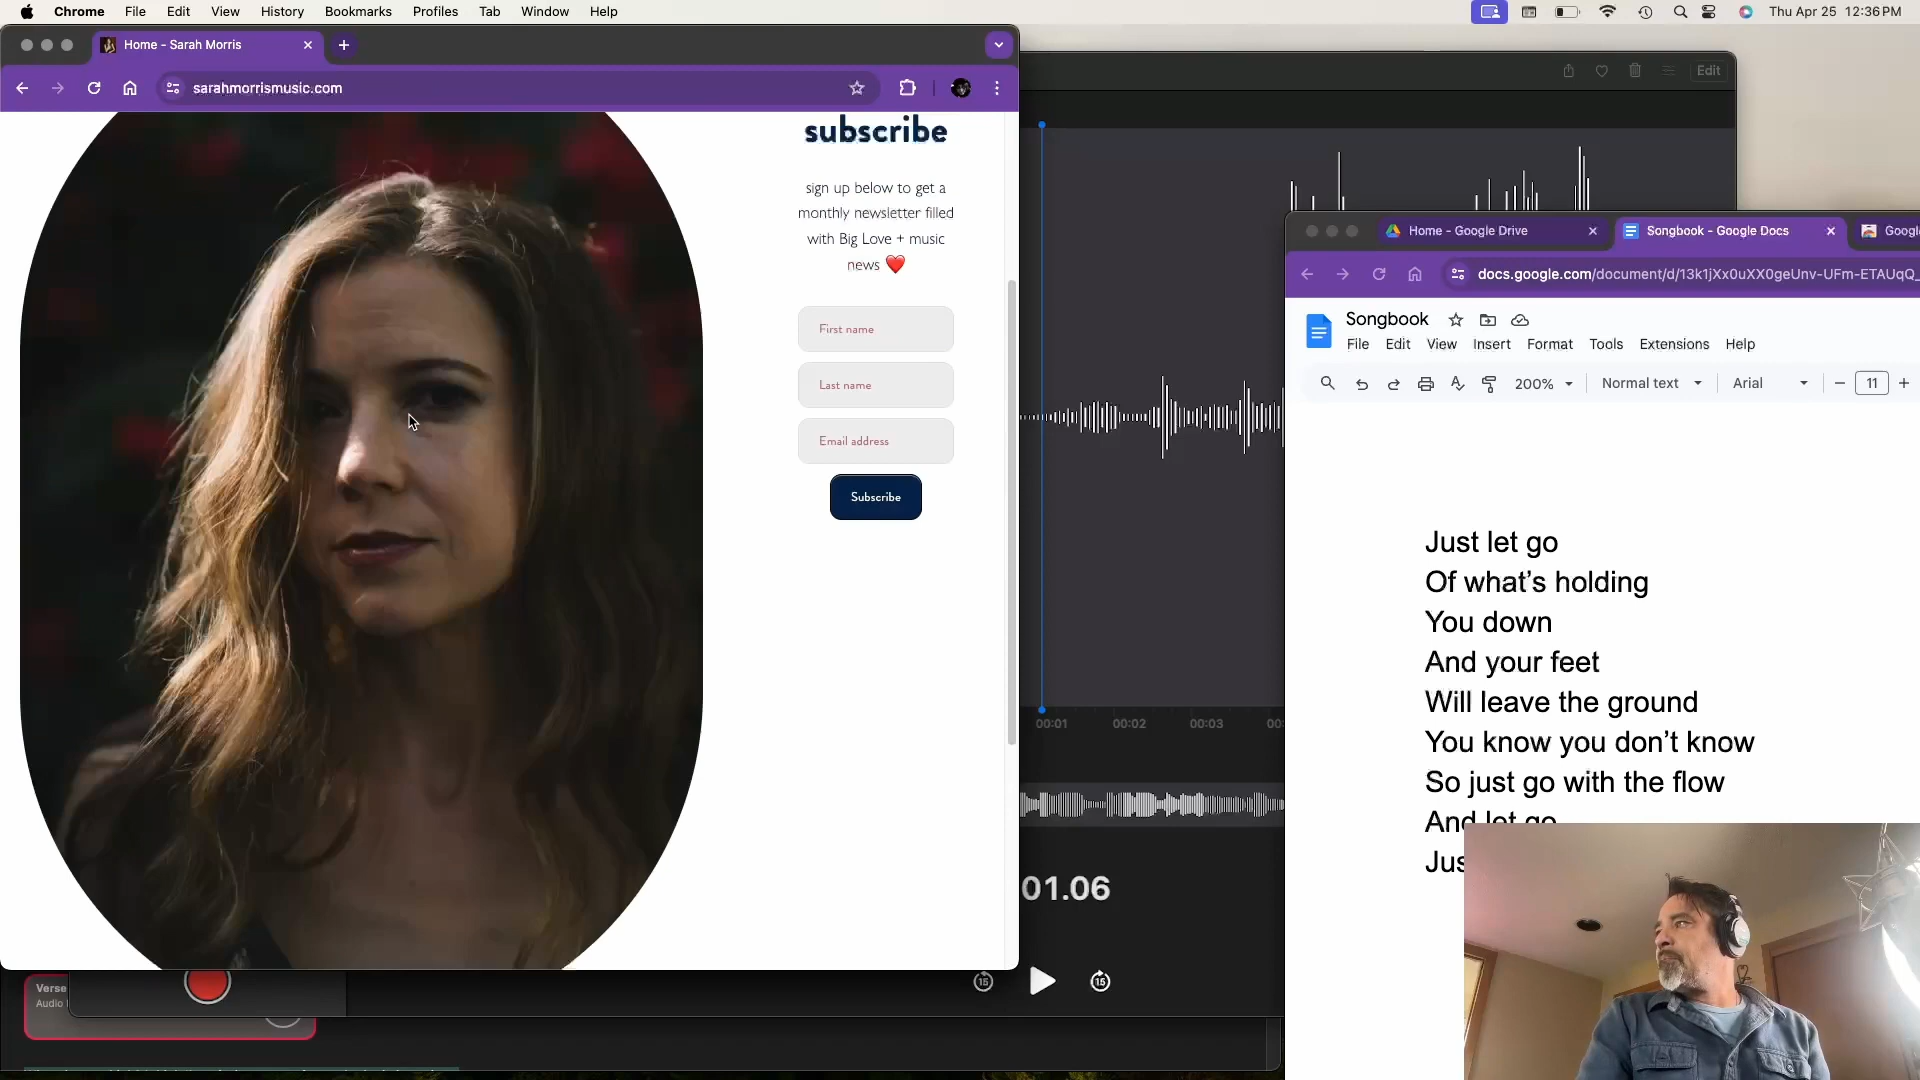 Chrome File Edit View History Bookmarks Profiles Tab Window Help
Thu Apr 25 12:36 PM
Home - Sarah Morris
sarahmorrismusic.com
subscribe
sign up below to get a
monthly newsletter filled
with Big Love + music
news ❤️
First name
Last name
Email address
Subscribe
Edit
00:01 00:02 00:03
01.06
15 15
Verse
Audio
Home - Google Drive
Songbook - Google Docs
docs.google.com/document/d/13k1jXx0uXX0geUnv-UFm-ETAUqQ_
Songbook
File Edit View Insert Format Tools Extensions Help
200% Normal text Arial 11
Just let go
Of what’s holding
You down
And your feet
Will leave the ground
You know you don’t know
So just go with the flow
And let go